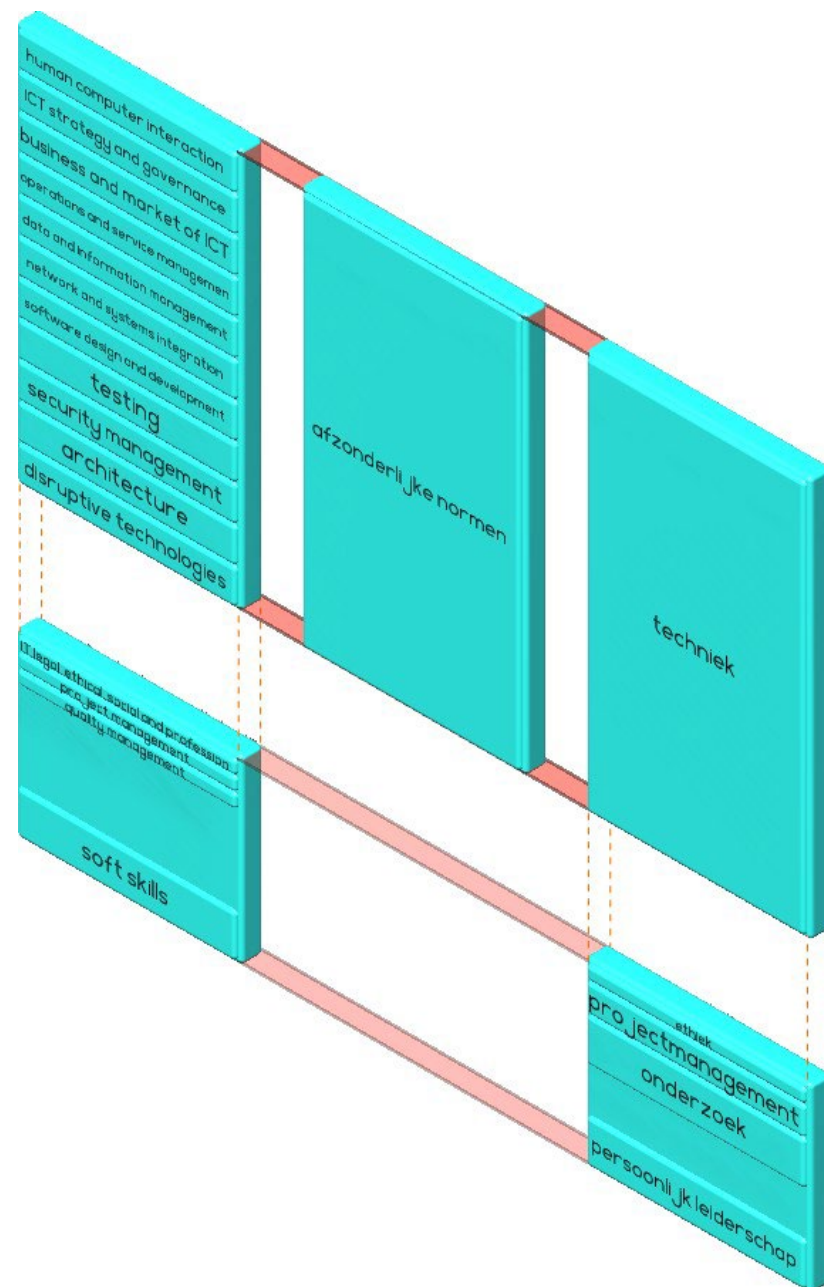 human computer interaction
ICT strategy and governance
business and market of ICT
operations and service managemen
data and information management
network and systems integration
software design and development
testing
security management
architecture
disruptive technologies
afzonderlijke normen
techniek
IT legal ethical social and profession
project management
quality management
soft skills
ethiek
projectmanagement
onderzoek
persoonlijk leiderschap